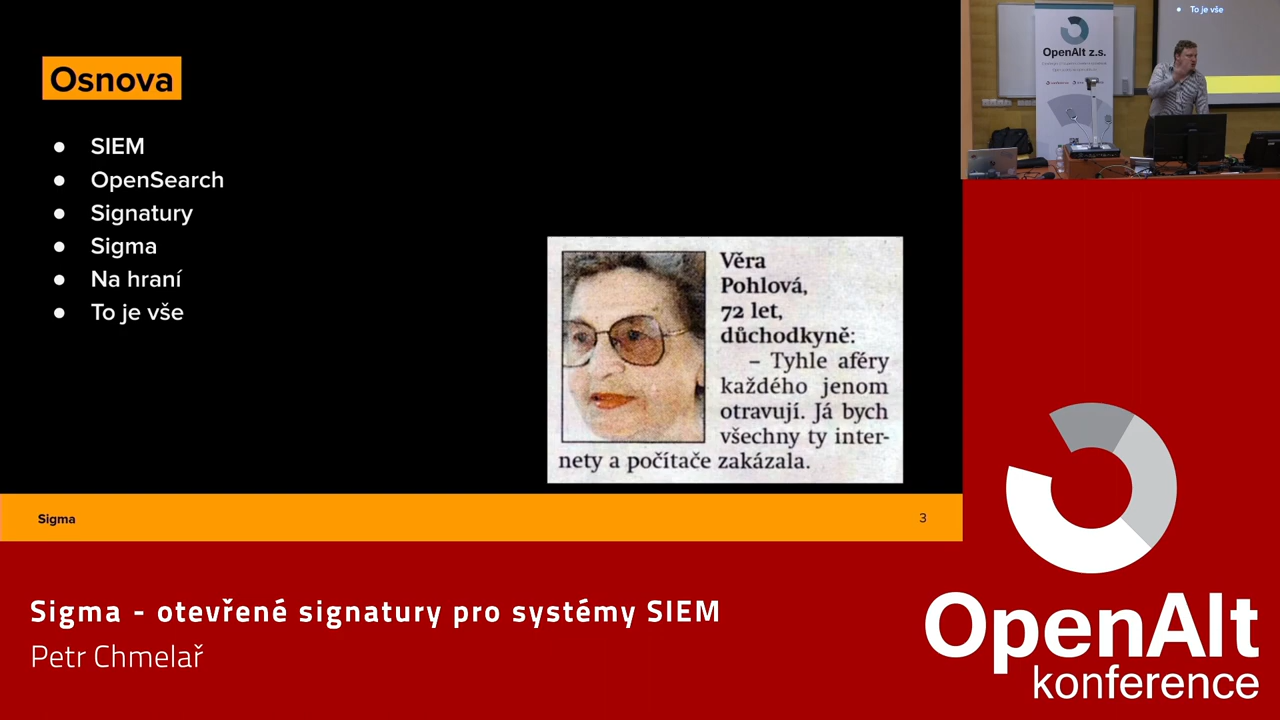 Osnova
● SIEM
● OpenSearch
● Signatury
● Sigma
● Na hraní
● To je vše
Věra
Pohlová,
72 let,
důchodkyně:
– Tyhle aféry
každého jenom
otravují. Já bych
všechny ty inter-
nety a počítače zakázala.
Sigma
3
● To je vše
OpenAlt z.s.
Sigma - otevřené signatury pro systémy SIEM
Petr Chmelař
OpenAlt
konference